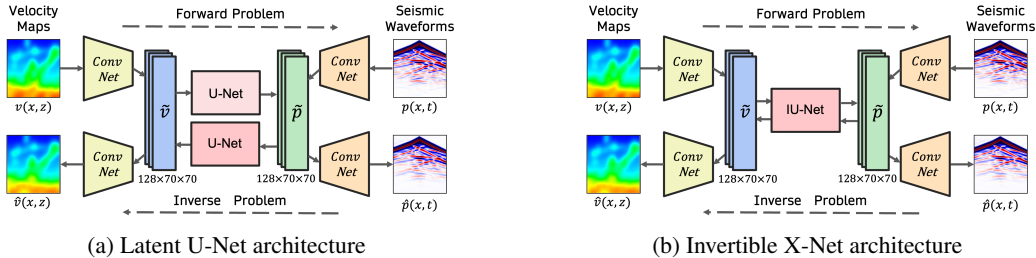 Velocity Maps
Forward Problem
Seismic Waveforms
Conv Net
ṽ
U-Net
p̃
Conv Net
v(x,z)
p(x,t)
Conv Net
U-Net
Conv Net
128×70×70
128×70×70
v̂(x,z)
p̂(x,t)
Inverse Problem
(a) Latent U-Net architecture
Velocity Maps
Forward Problem
Seismic Waveforms
Conv Net
ṽ
IU-Net
p̃
Conv Net
v(x,z)
p(x,t)
Conv Net
Conv Net
128×70×70
128×70×70
v̂(x,z)
p̂(x,t)
Inverse Problem
(b) Invertible X-Net architecture